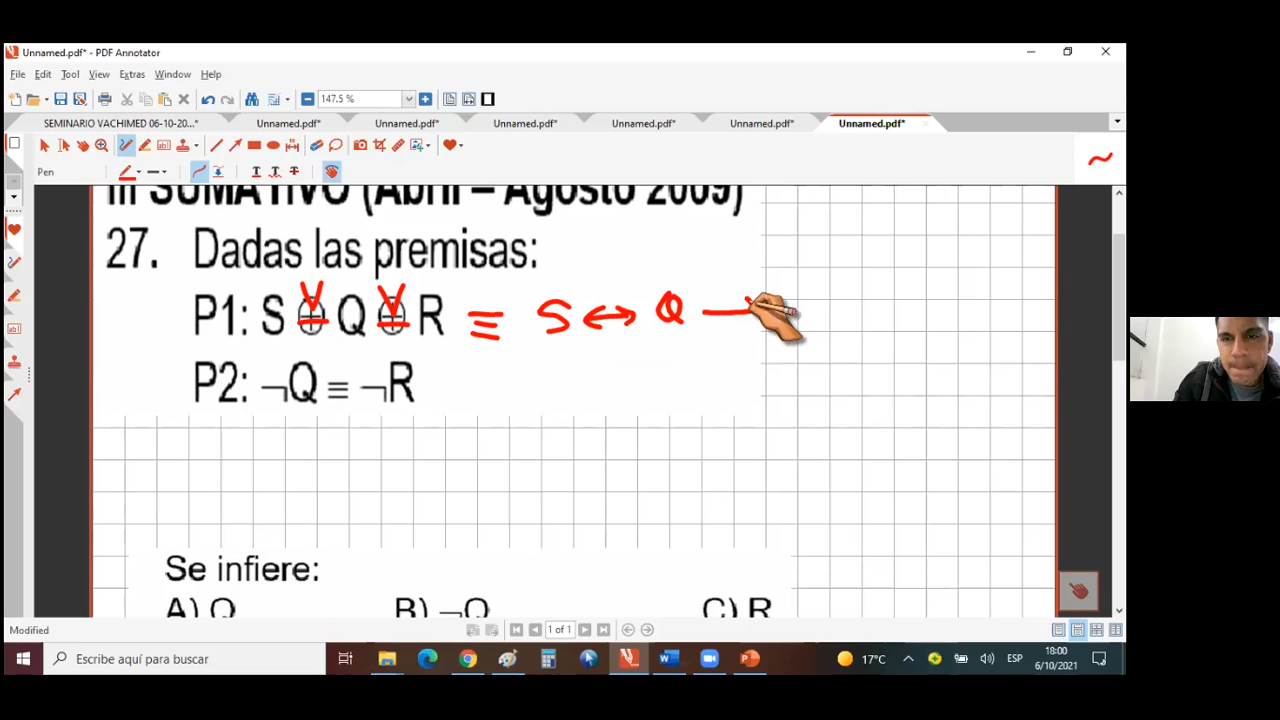 Unnamed.pdf* - PDF Annotator
File Edit Tool View Extras Window Help
147.5 %
SEMINARIO VACHIMED 06-10-20...* Unnamed.pdf* Unnamed.pdf* Unnamed.pdf* Unnamed.pdf* Unnamed.pdf* Unnamed.pdf*
Pen
III SUMATIVO (Abril – Agosto 2009)
27. Dadas las premisas:
P1: S ⊕ Q ⊕ R ≡ S ↔ Q
P2: ¬Q ≡ ¬R
Se infiere:
A) Q B) ¬Q C) R
Modified
1 of 1
Escribe aquí para buscar
17°C
ESP
18:00
6/10/2021